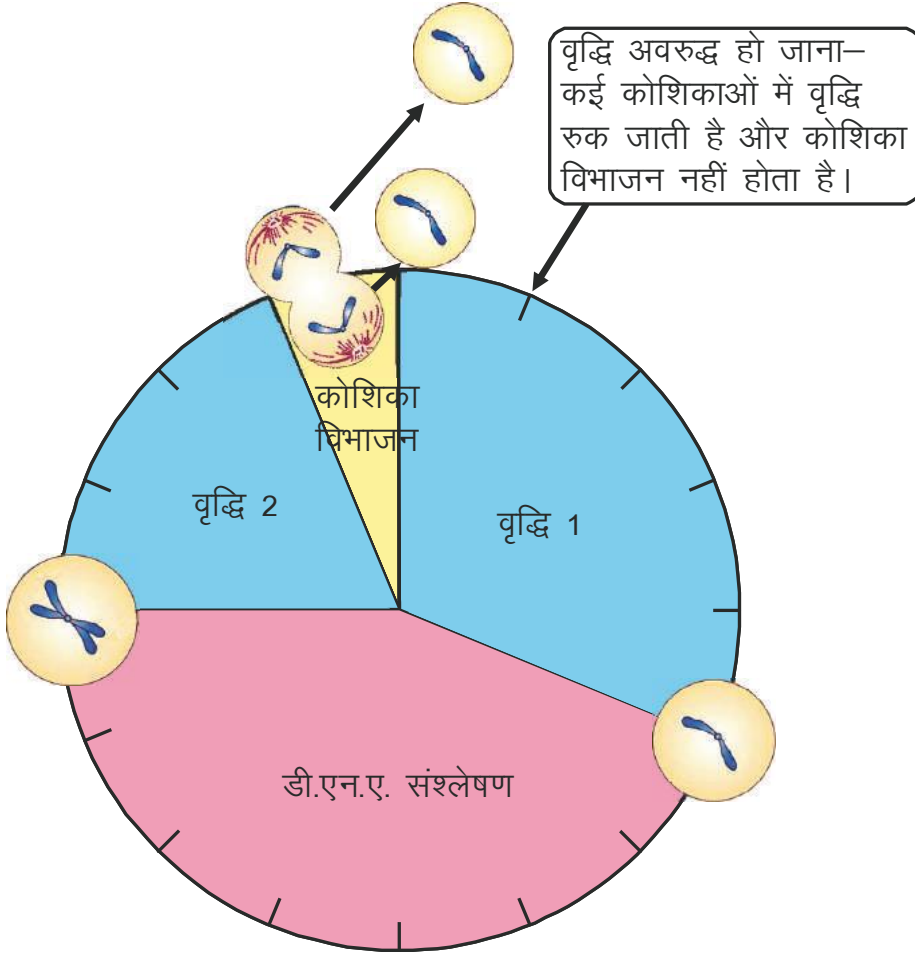 वृद्धि अवरुद्ध हो जाना–
कई कोशिकाओं में वृद्धि
रुक जाती है और कोशिका
विभाजन नहीं होता है।
कोशिका
विभाजन
वृद्धि 2
वृद्धि 1
डी.एन.ए. संश्लेषण